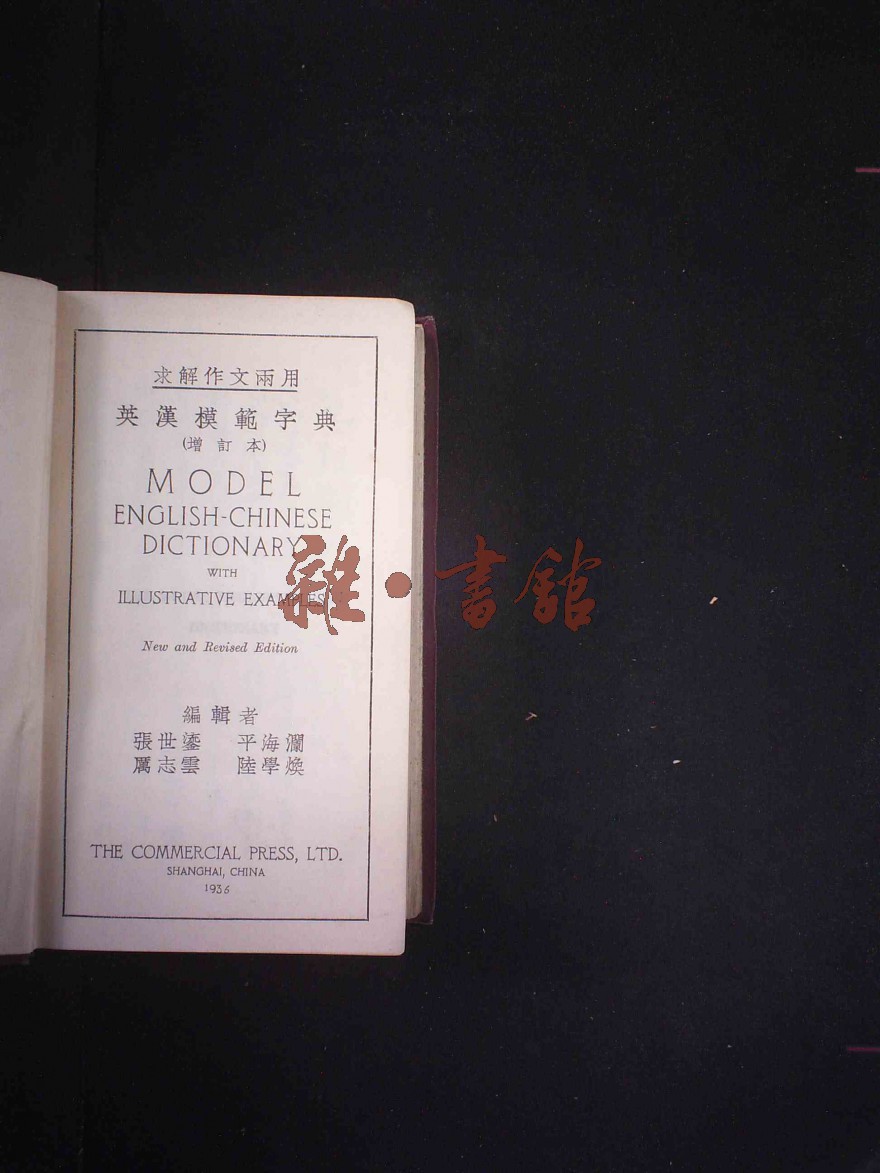 求解作文兩用
英漢模範字典
(增訂本)
MODEL
ENGLISH-CHINESE
DICTIONARY
WITH
ILLUSTRATIVE EXAMPLES
New and Revised Edition
雜·書館
編輯者
張世鎏 平海瀾
厲志雲 陸學煥
THE COMMERCIAL PRESS, LTD.
SHANGHAI, CHINA
1936